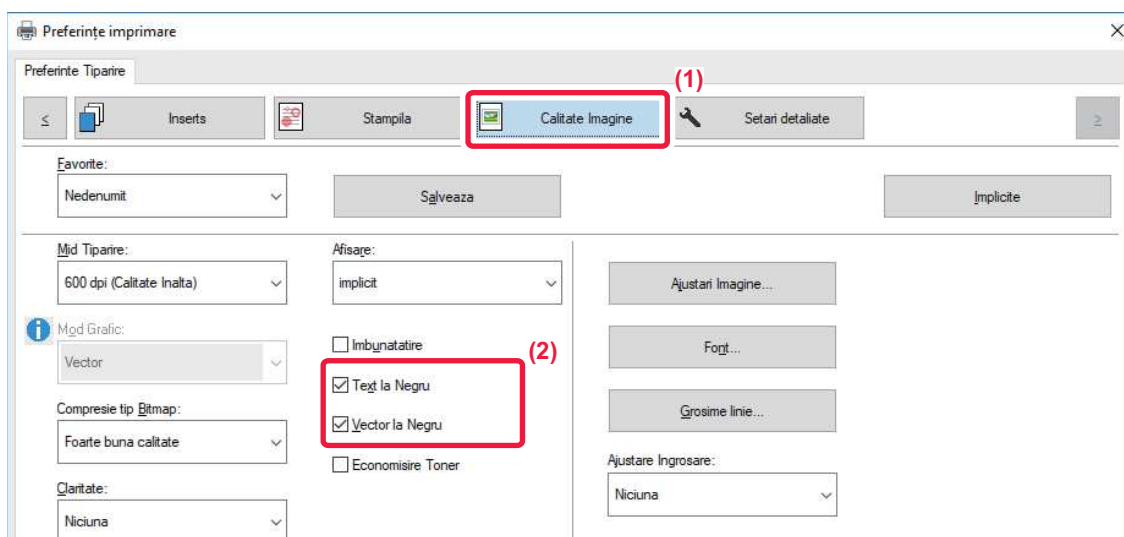 Preferințe imprimare
Preferinte Tiparire
(1)
< Inserts Stampila Calitate Imagine Setari detaliate >
Favorite:
Nedenumit Salveaza Implicite
Mid Tiparire: Afisare:
600 dpi (Calitate Inalta) implicit Ajustari Imagine...
Mod Grafic:
Vector
Imbunatatire (2) Font...
Text la Negru
Compresie tip Bitmap:
Foarte buna calitate
Vector la Negru Grosime linie...
Economisire Toner Ajustare Ingrosare:
Claritate:
Niciuna Niciuna